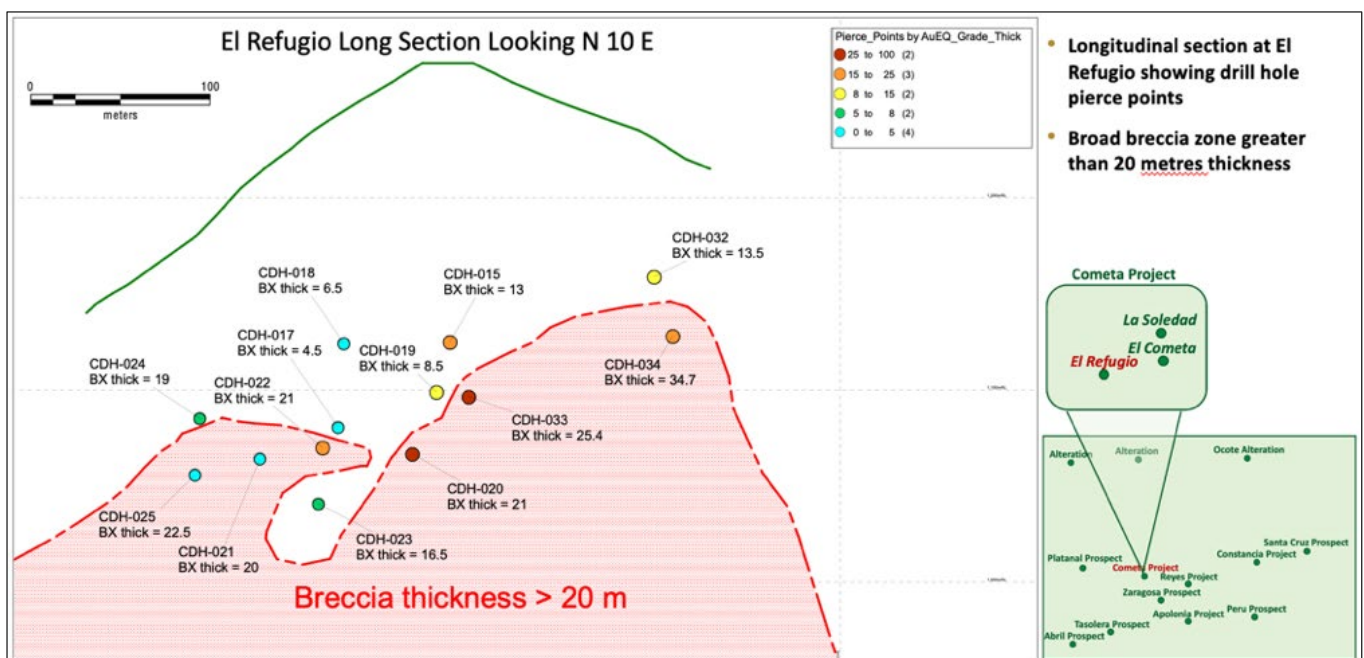 El Refugio Long Section Looking N 10 E
0 100
meters
Pierce_Points by AuEQ_Grade_Thick
25 to 100 (2)
15 to 25 (3)
8 to 15 (2)
5 to 8 (2)
0 to 5 (4)
CDH-032
BX thick = 13.5
CDH-018
BX thick = 6.5
CDH-015
BX thick = 13
CDH-017
BX thick = 4.5
CDH-019
BX thick = 8.5
CDH-024
BX thick = 19
CDH-022
BX thick = 21
CDH-034
BX thick = 34.7
CDH-033
BX thick = 25.4
CDH-020
BX thick = 21
CDH-025
BX thick = 22.5
CDH-021
BX thick = 20
CDH-023
BX thick = 16.5
Breccia thickness > 20 m
• Longitudinal section at El
Refugio showing drill hole
pierce points
• Broad breccia zone greater
than 20 metres thickness
Cometa Project
La Soledad
El Cometa
El Refugio
Alteration
Alteration
Ocote Alteration
Santa Cruz Prospect
Constancia Project
Platanal Prospect
Cometa Project
Reyes Project
Zaragosa Prospect
Apolonia Project
Peru Prospect
Tasolera Prospect
Abril Prospect